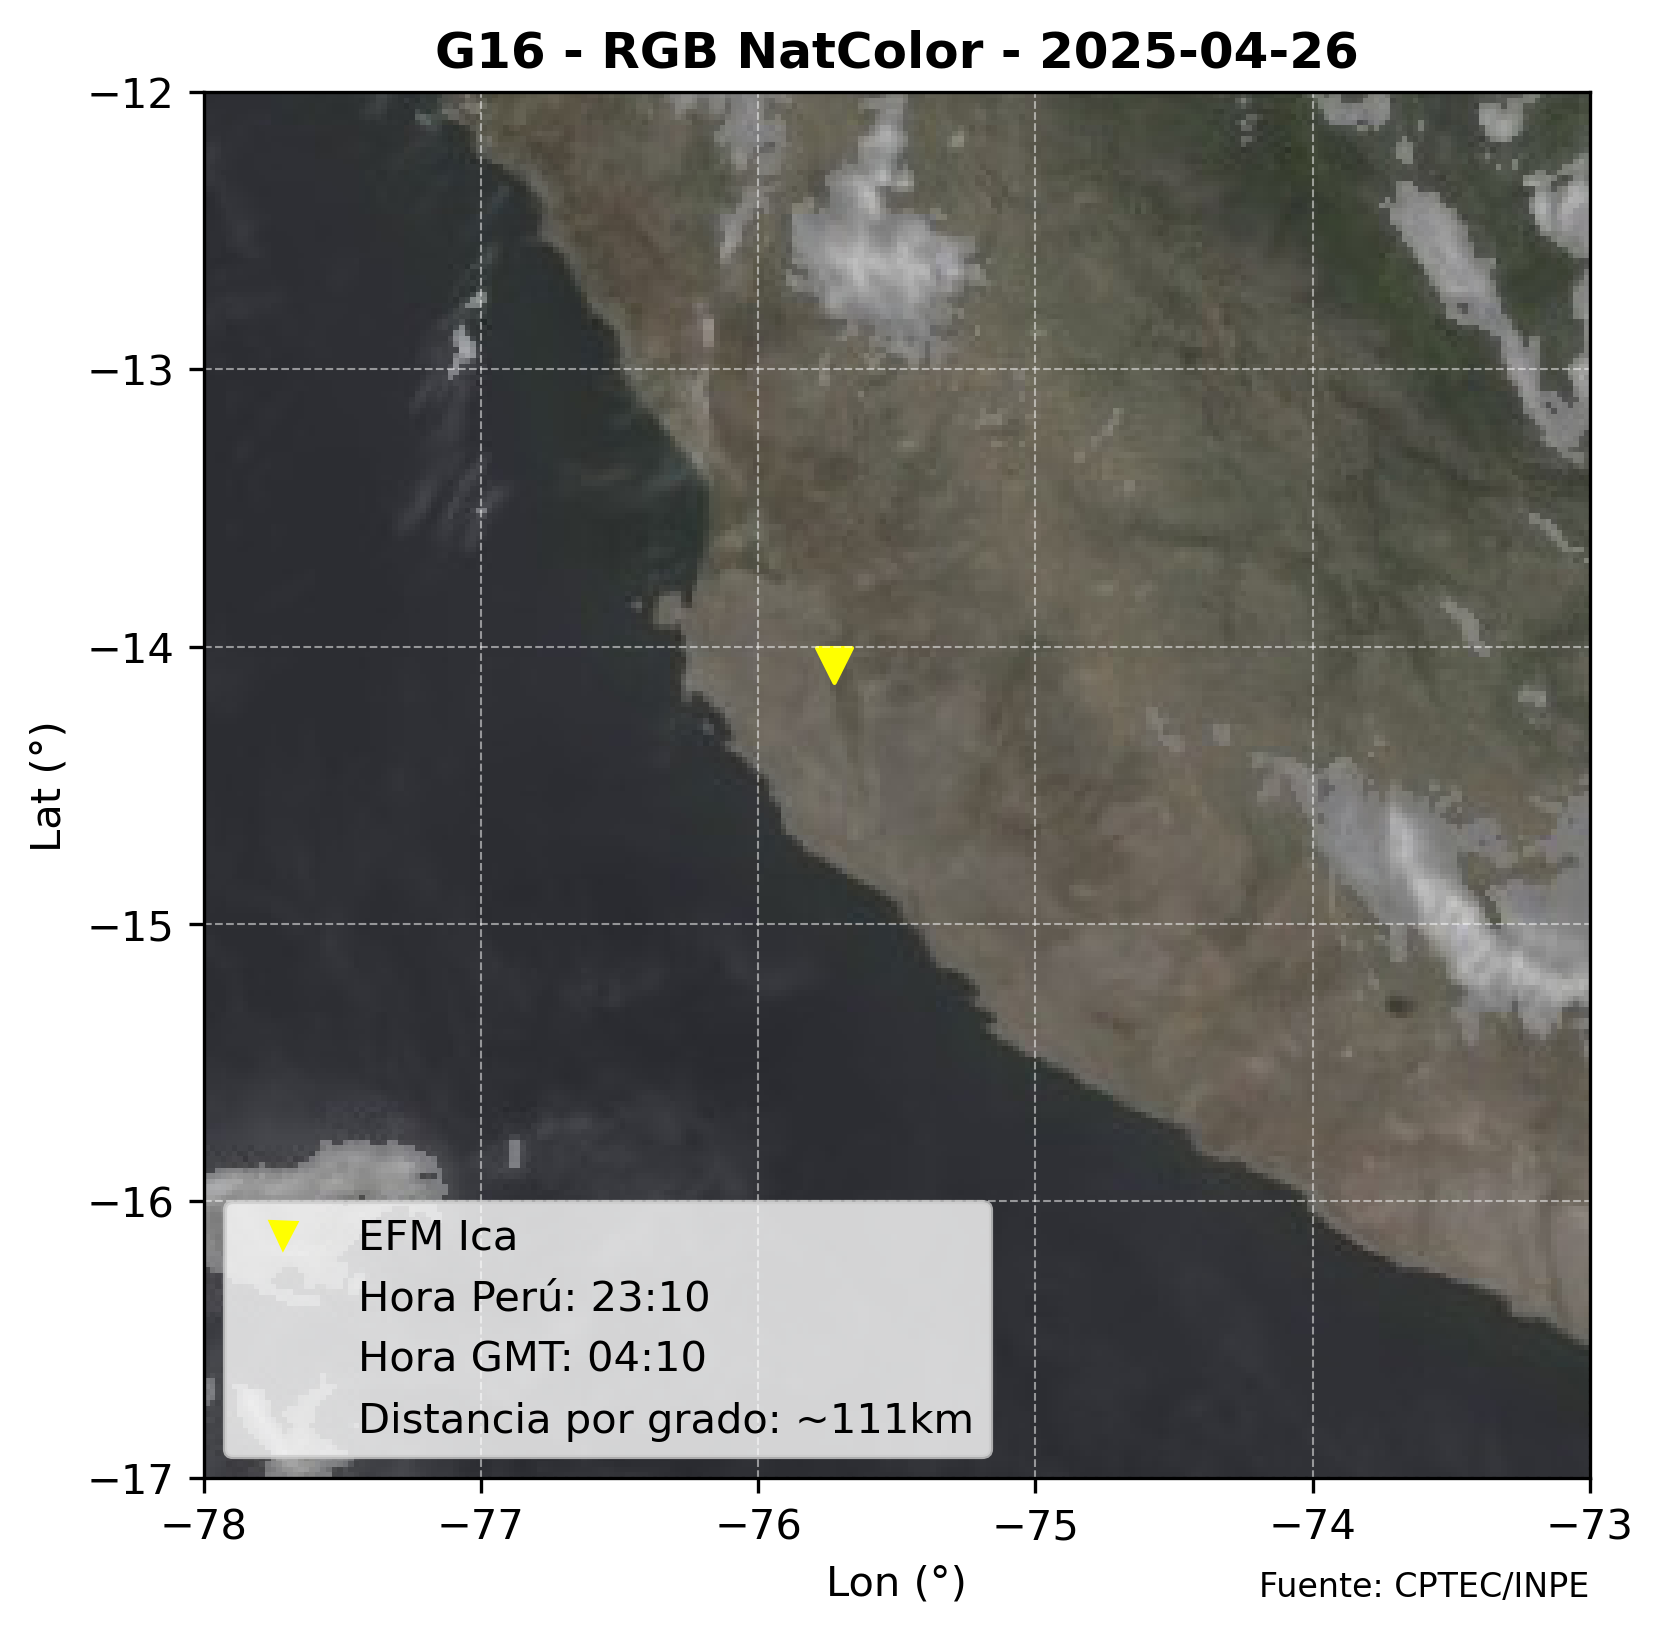 G16 - RGB NatColor - 2025-04-26
−12
−13
−14
−15
−16
−17
Lat (°)
EFM Ica
Hora Perú: 23:10
Hora GMT: 04:10
Distancia por grado: ~111km
−78 −77 −76 −75 −74 −73
Lon (°)
Fuente: CPTEC/INPE